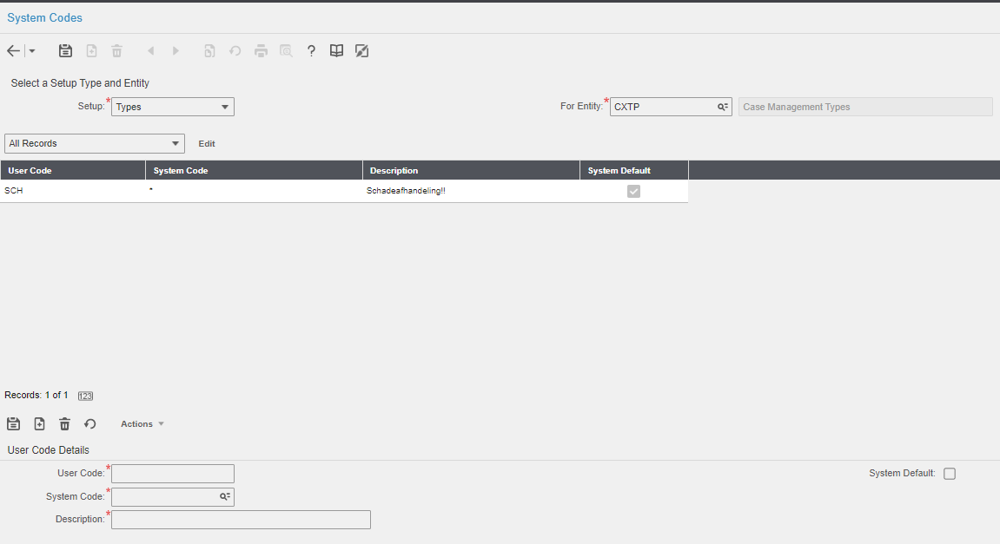 System Codes
Select a Setup Type and Entity
Setup:* Types For Entity:* CXTP Case Management Types
All Records Edit
User Code System Code Description System Default
SCH * Schadeafhandeling!!
Records: 1 of 1 123
Actions
User Code Details
User Code:* System Default:
System Code:*
Description:*